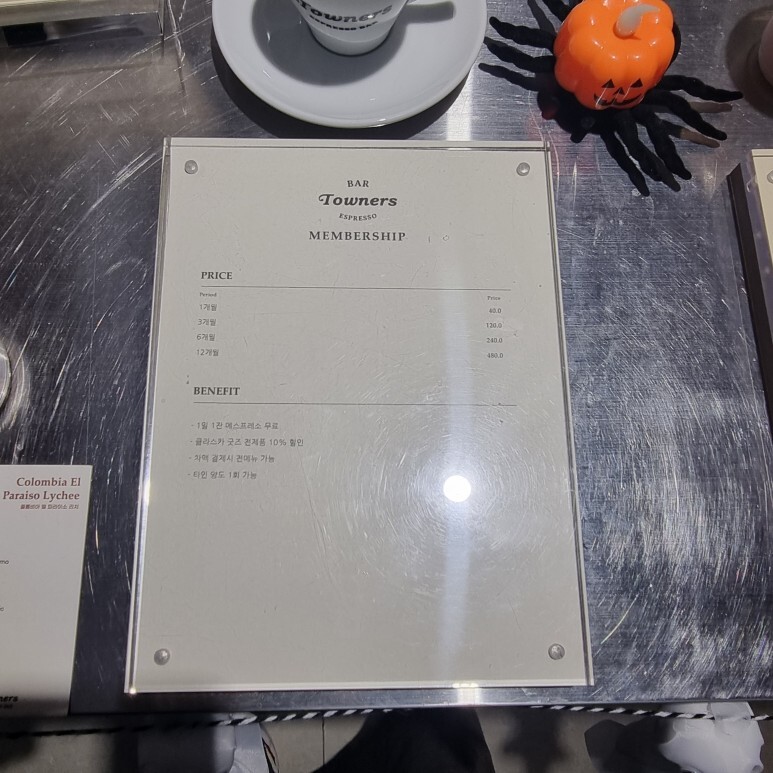 Towners
ESPRESSO BAR
BAR
Towners
ESPRESSO
MEMBERSHIP
PRICE
Period Price
1개월 40.0
3개월 120.0
6개월 240.0
12개월 480.0
BENEFIT
· 1일 1잔 에스프레소 무료
· 클라스카 굿즈 전제품 10% 할인
· 차액 결제시 전메뉴 가능
· 타인 양도 1회 가능
Colombia El
Paraiso Lychee
콜롬비아 엘 파라이소 리치